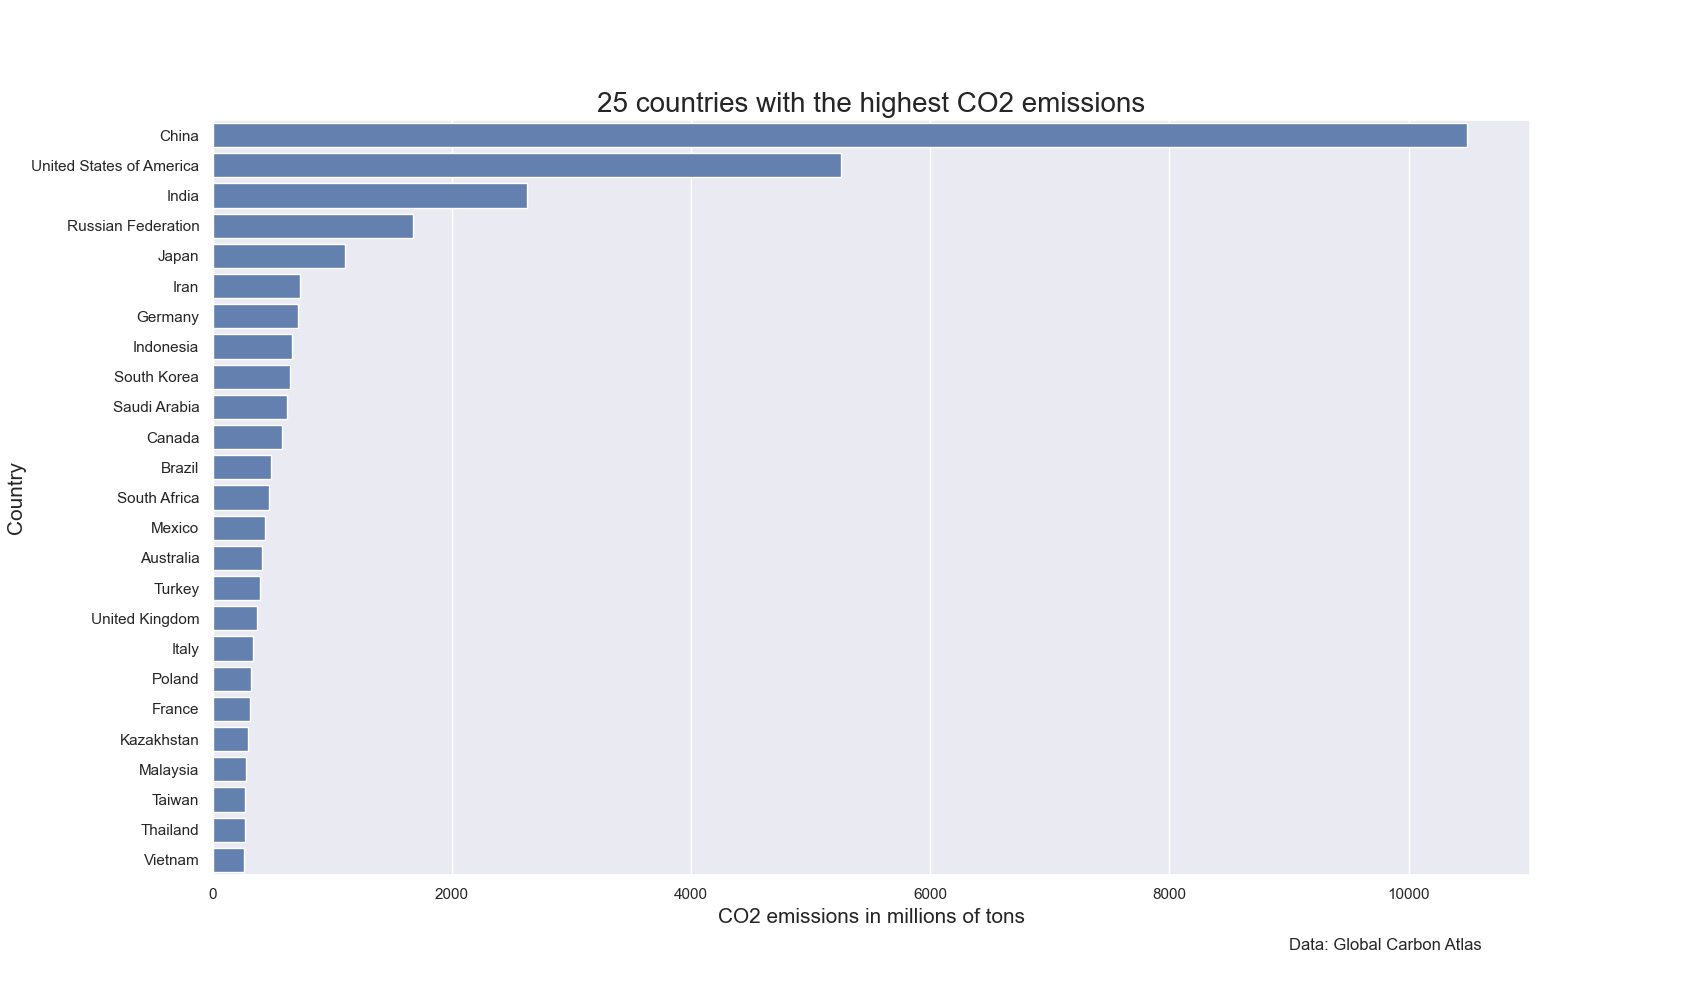 25 countries with the highest CO2 emissions
China
United States of America
India
Russian Federation
Japan
Iran
Germany
Indonesia
South Korea
Saudi Arabia
Canada
Brazil
South Africa
Mexico
Australia
Turkey
United Kingdom
Italy
Poland
France
Kazakhstan
Malaysia
Taiwan
Thailand
Vietnam
Country
0 2000 4000 6000 8000 10000
CO2 emissions in millions of tons
Data: Global Carbon Atlas